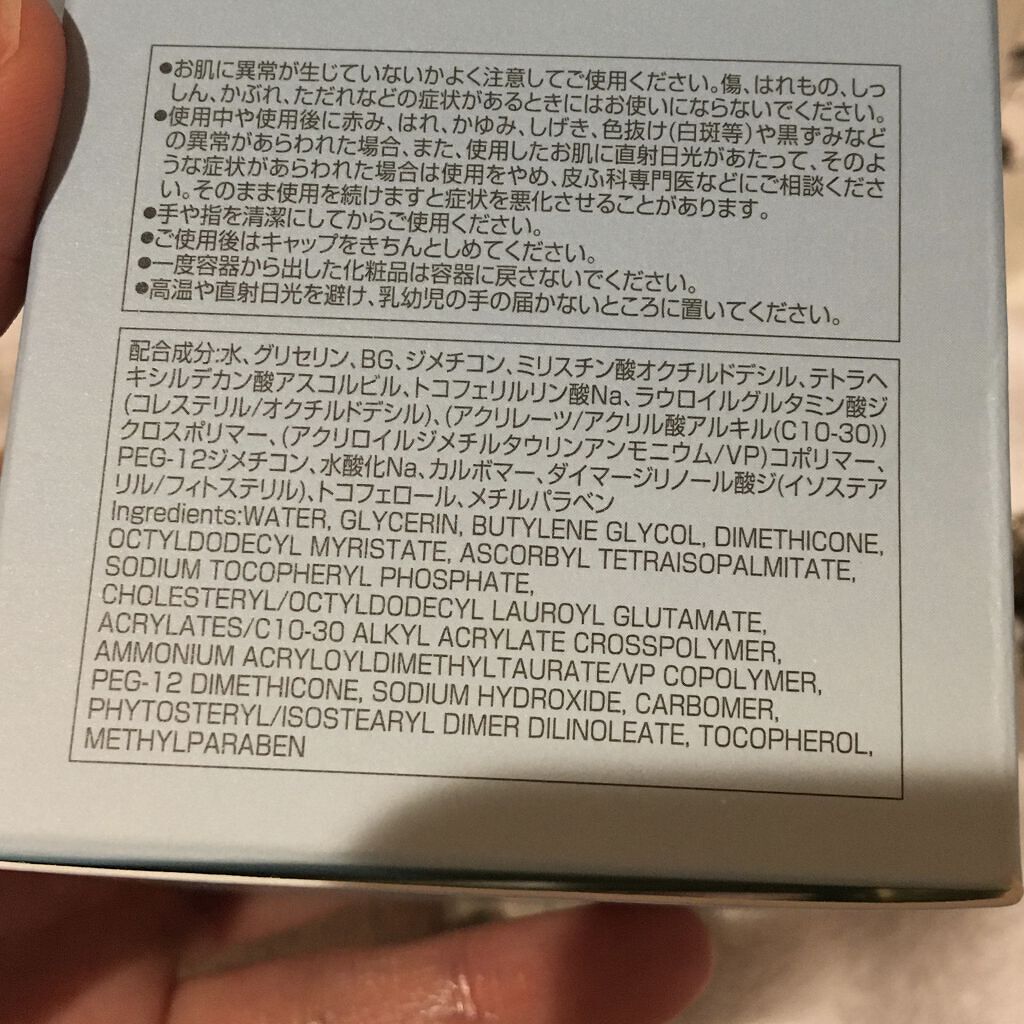 ●お肌に異常が生じていないかよく注意してご使用ください。傷、はれもの、しっ
しん、かぶれ、ただれなどの症状があるときにはお使いにならないでください。
●使用中や使用後に赤み、はれ、かゆみ、しげき、色抜け(白斑等)や黒ずみなど
の異常があらわれた場合、また、使用したお肌に直射日光があたって、そのよ
うな症状があらわれた場合は使用をやめ、皮ふ科専門医などにご相談くださ
い。そのまま使用を続けますと症状を悪化させることがあります。
●手や指を清潔にしてからご使用ください。
●ご使用後はキャップをきちんとしめてください。
●一度容器から出した化粧品は容器に戻さないでください。
●高温や直射日光を避け、乳幼児の手の届かないところに置いてください。
配合成分:水、グリセリン、BG、ジメチコン、ミリスチン酸オクチルドデシル、テトラヘ
キシルデカン酸アスコルビル、トコフェリルリン酸Na、ラウロイルグルタミン酸ジ
(コレステリル/オクチルドデシル)、(アクリレーツ/アクリル酸アルキル(C10-30))
クロスポリマー、(アクリロイルジメチルタウリンアンモニウム/VP)コポリマー、
PEG-12ジメチコン、水酸化Na、カルボマー、ダイマージリノール酸ジ(イソステア
リル/フィトステリル)、トコフェロール、メチルパラベン
Ingredients:WATER, GLYCERIN, BUTYLENE GLYCOL, DIMETHICONE,
OCTYLDODECYL MYRISTATE, ASCORBYL TETRAISOPALMITATE,
SODIUM TOCOPHERYL PHOSPHATE,
CHOLESTERYL/OCTYLDODECYL LAUROYL GLUTAMATE,
ACRYLATES/C10-30 ALKYL ACRYLATE CROSSPOLYMER,
AMMONIUM ACRYLOYLDIMETHYLTAURATE/VP COPOLYMER,
PEG-12 DIMETHICONE, SODIUM HYDROXIDE, CARBOMER,
PHYTOSTERYL/ISOSTEARYL DIMER DILINOLEATE, TOCOPHEROL,
METHYLPARABEN